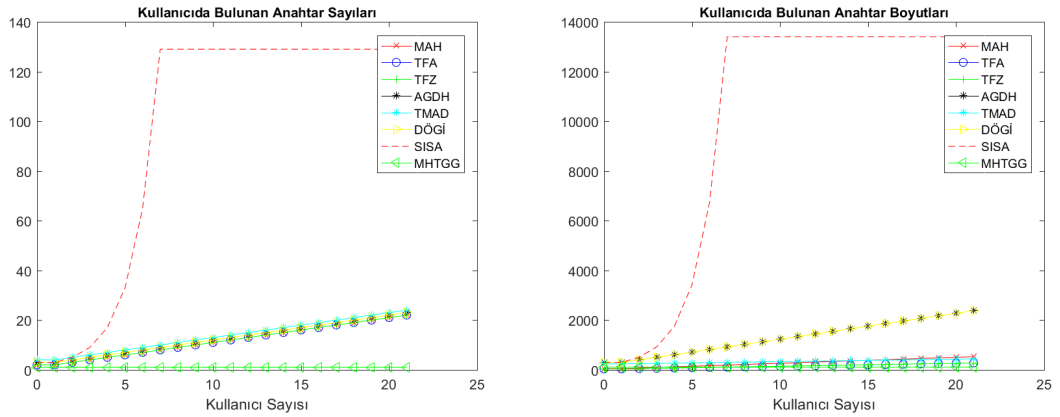 Kullanıcıda Bulunan Anahtar Sayıları
140
120
100
80
60
40
20
0
0
5
10
15
20
25
Kullanıcı Sayısı
MAH
TFA
TFZ
AGDH
TMAD
DÖGİ
SISA
MHTGG
Kullanıcıda Bulunan Anahtar Boyutları
14000
12000
10000
8000
6000
4000
2000
0
0
5
10
15
20
25
Kullanıcı Sayısı
MAH
TFA
TFZ
AGDH
TMAD
DÖGİ
SISA
MHTGG